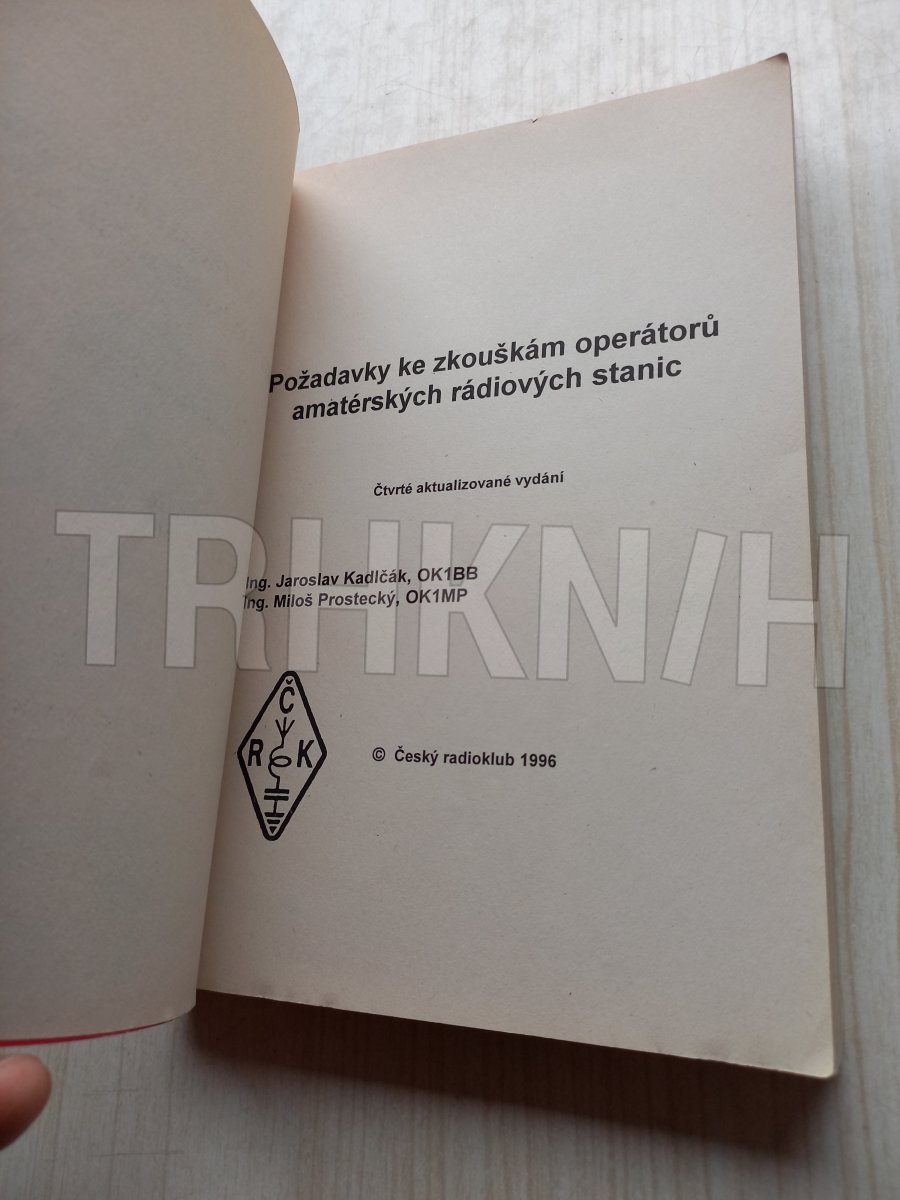 Požadavky ke zkouškám operátorů
amatérských rádiových stanic
Čtvrté aktualizované vydání
Ing. Jaroslav Kadlčák, OK1BB
Ing. Miloš Prostecký, OK1MP
Č
R K
© Český radioklub 1996
TRHKNIH